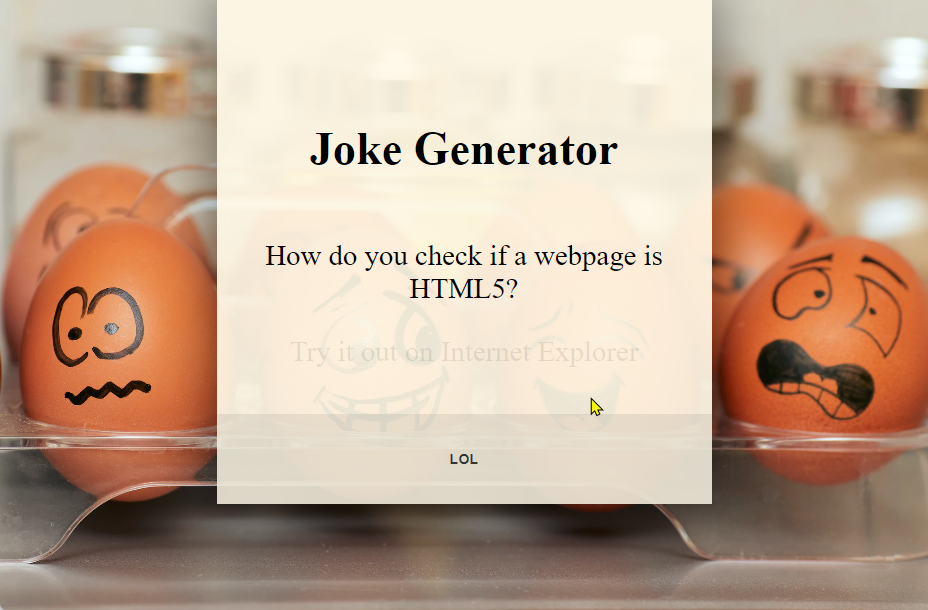 Joke Generator
How do you check if a webpage is
HTML5?
Try it out on Internet Explorer
LOL